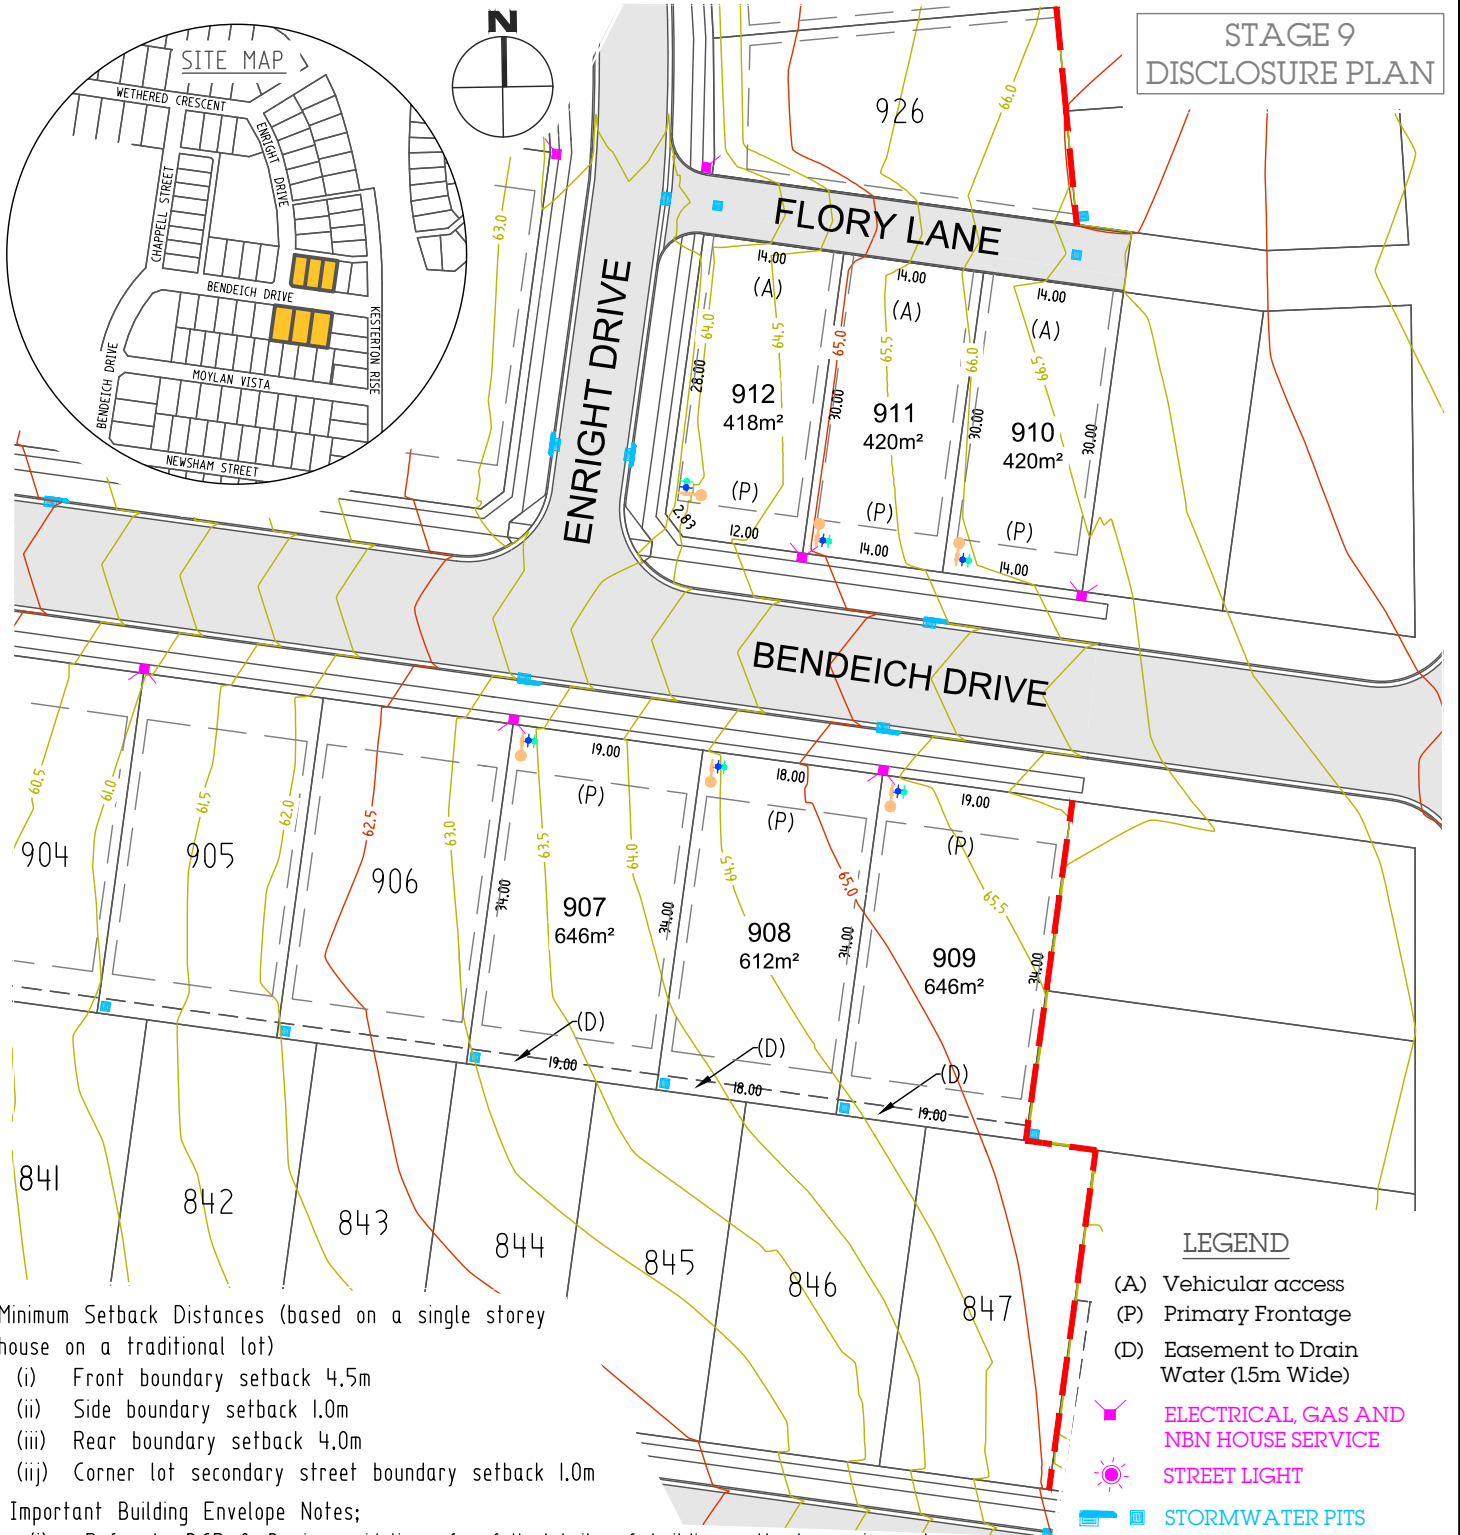 SITE MAP
WETHERED CRESCENT
ENRIGHT DRIVE
CHAPPELL STREET
BENDEICH DRIVE
KESTERTON RISE
BENDEICH DRIVE
MOYLAN VISTA
NEWSHAM STREET
N
STAGE 9
DISCLOSURE PLAN
926
66.0
63.0
FLORY LANE
ENRIGHT DRIVE
14.00
14.00
14.00
(A)
(A)
(A)
64.0
64.5
65.0
65.5
66.0
66.5
28.00
30.00
30.00
30.00
912
418m²
911
420m²
910
420m²
(P)
(P)
(P)
2.83
12.00
14.00
14.00
BENDEICH DRIVE
19.00
18.00
19.00
(P)
(P)
(P)
60.5
61.0
61.5
62.0
62.5
63.0
63.5
64.0
64.5
65.0
65.5
904
905
906
34.00
34.00
34.00
34.00
907
646m²
908
612m²
909
646m²
(D)
(D)
(D)
19.00
18.00
19.00
841
842
843
844
845
846
847
Minimum Setback Distances (based on a single storey
house on a traditional lot)
(i) Front boundary setback 4.5m
(ii) Side boundary setback 1.0m
(iii) Rear boundary setback 4.0m
(iij) Corner lot secondary street boundary setback 1.0m
Important Building Envelope Notes;
LEGEND
(A) Vehicular access
(P) Primary Frontage
(D) Easement to Drain
Water (1.5m Wide)
ELECTRICAL, GAS AND
NBN HOUSE SERVICE
STREET LIGHT
STORMWATER PITS